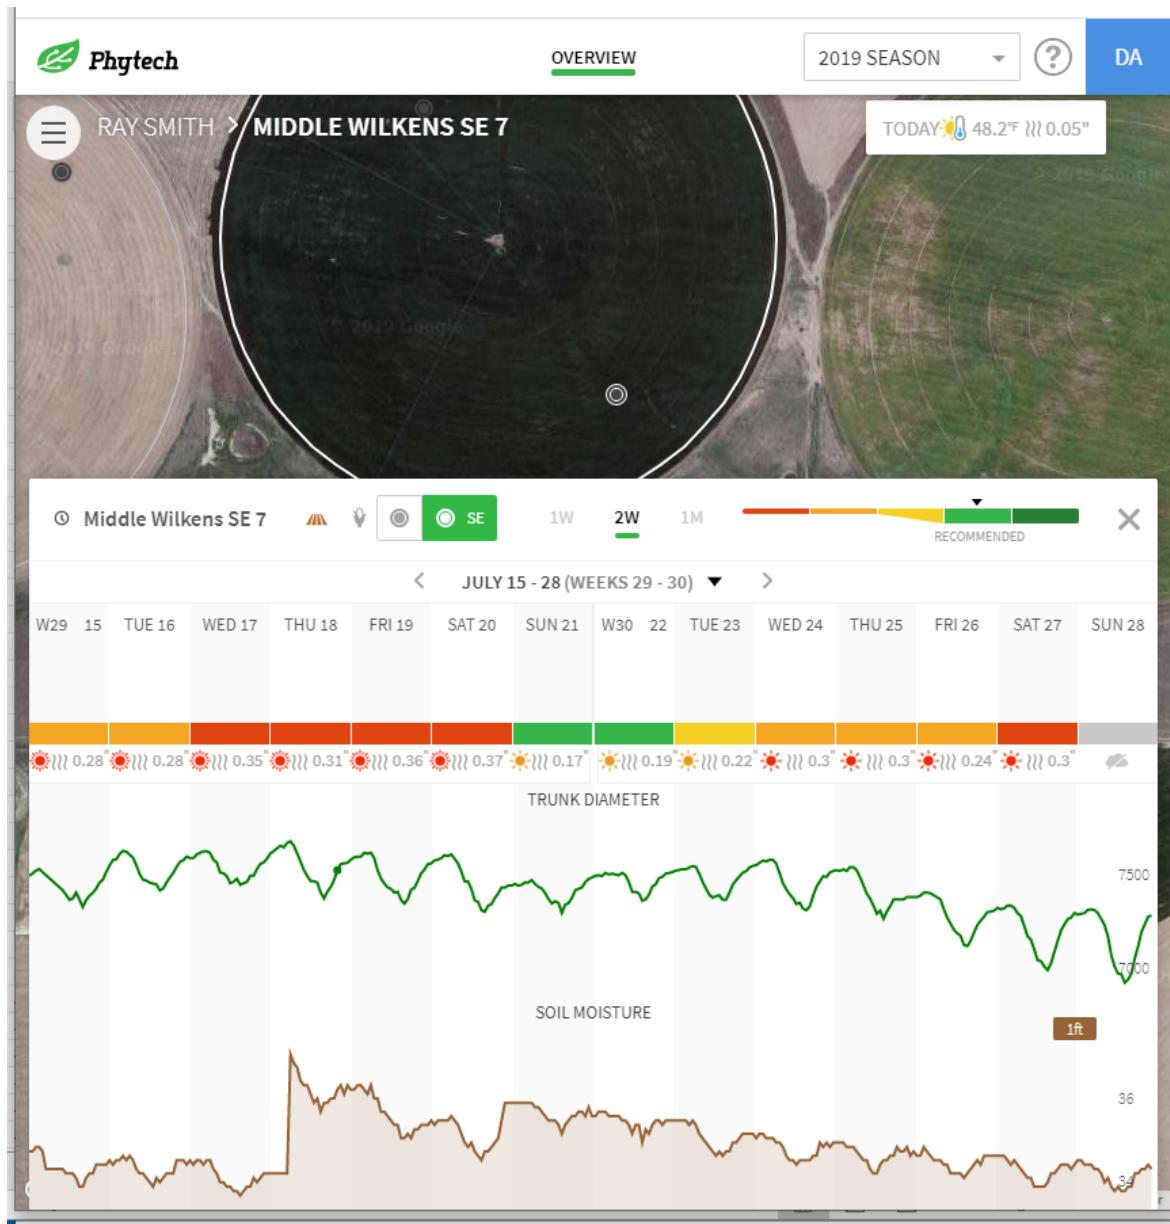 Phytech
OVERVIEW
2019 SEASON
?
DA
RAY SMITH > MIDDLE WILKENS SE 7
TODAY 48.2°F 0.05"
© 2019 Google
© 2019 Google
Middle Wilkens SE 7
SE
1W 2W 1M
RECOMMENDED
JULY 15 - 28 (WEEKS 29 - 30)
W29 15 TUE 16 WED 17 THU 18 FRI 19 SAT 20 SUN 21 W30 22 TUE 23 WED 24 THU 25 FRI 26 SAT 27 SUN 28
0.28" 0.28" 0.35" 0.31" 0.36" 0.37" 0.17" 0.19" 0.22" 0.3" 0.3" 0.24" 0.3"
TRUNK DIAMETER
7500
7000
SOIL MOISTURE
1ft
36
34